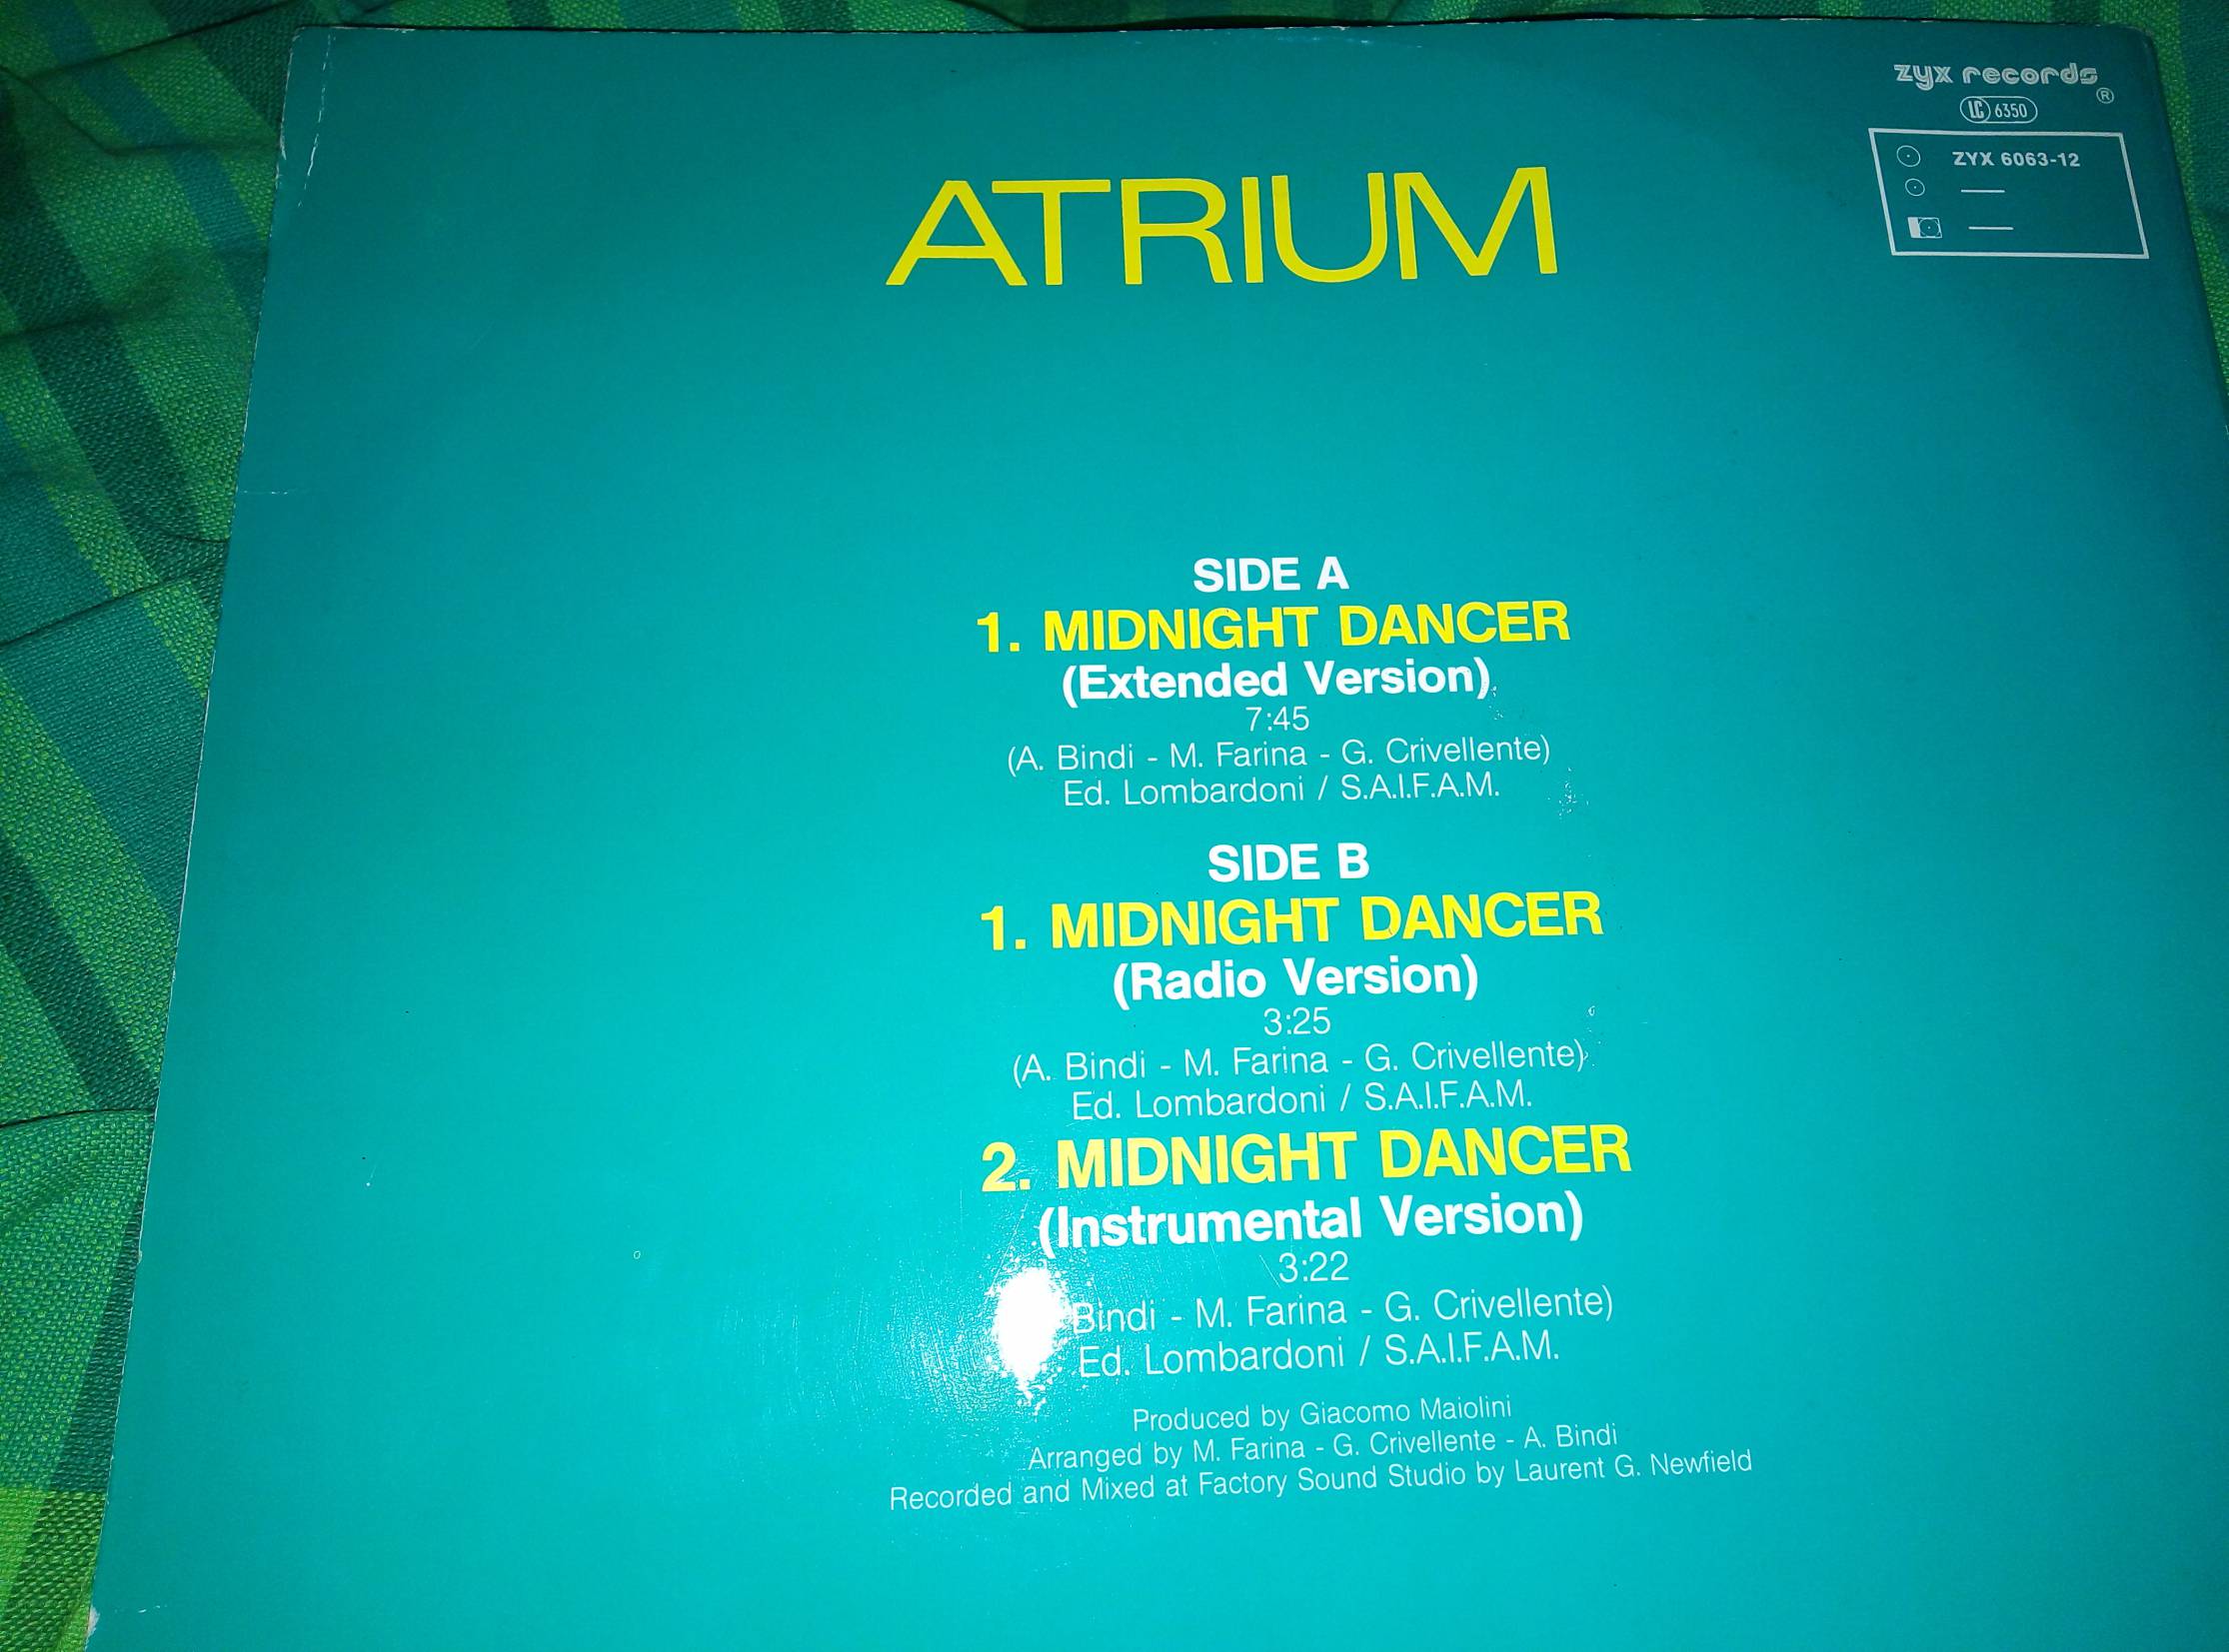 zyx records ®
LC 6350
ZYX 6063-12
ATRIUM
SIDE A
1. MIDNIGHT DANCER
(Extended Version)
7:45
(A. Bindi - M. Farina - G. Crivellente)
Ed. Lombardoni / S.A.I.F.A.M.
SIDE B
1. MIDNIGHT DANCER
(Radio Version)
3:25
(A. Bindi - M. Farina - G. Crivellente)
Ed. Lombardoni / S.A.I.F.A.M.
2. MIDNIGHT DANCER
(Instrumental Version)
3:22
Bindi - M. Farina - G. Crivellente)
Ed. Lombardoni / S.A.I.F.A.M.
Produced by Giacomo Maiolini
Arranged by M. Farina - G. Crivellente - A. Bindi
Recorded and Mixed at Factory Sound Studio by Laurent G. Newfield